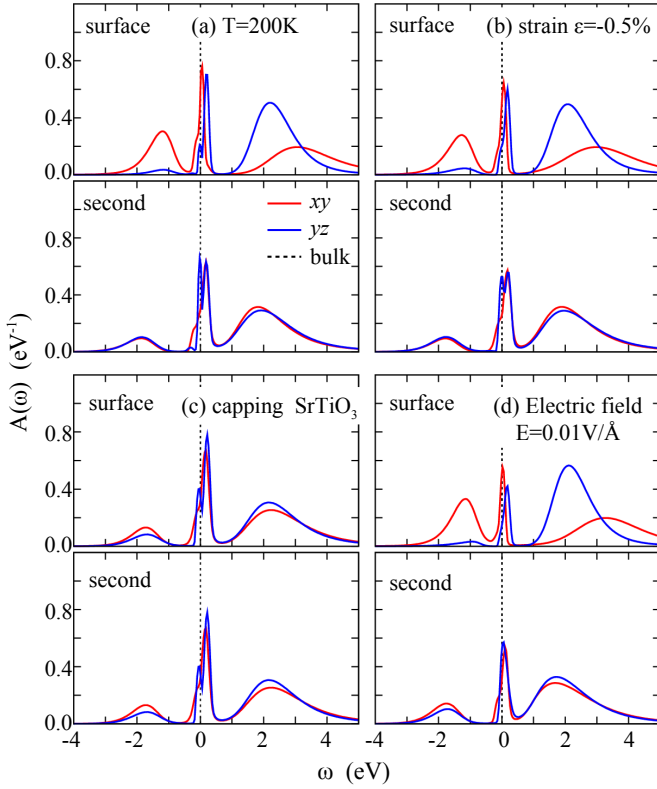 surface (a) T=200K
surface (b) strain ε=-0.5%
0.8
0.4
0.0
second
xy
yz
bulk
second
0.8
0.4
0.0
A(ω) (eV⁻¹)
surface (c) capping SrTiO₃
surface (d) Electric field
E=0.01V/Å
0.8
0.4
0.0
second
second
0.8
0.4
0.0
-4 -2 0 2 4
-4 -2 0 2 4
ω (eV)
ω (eV)